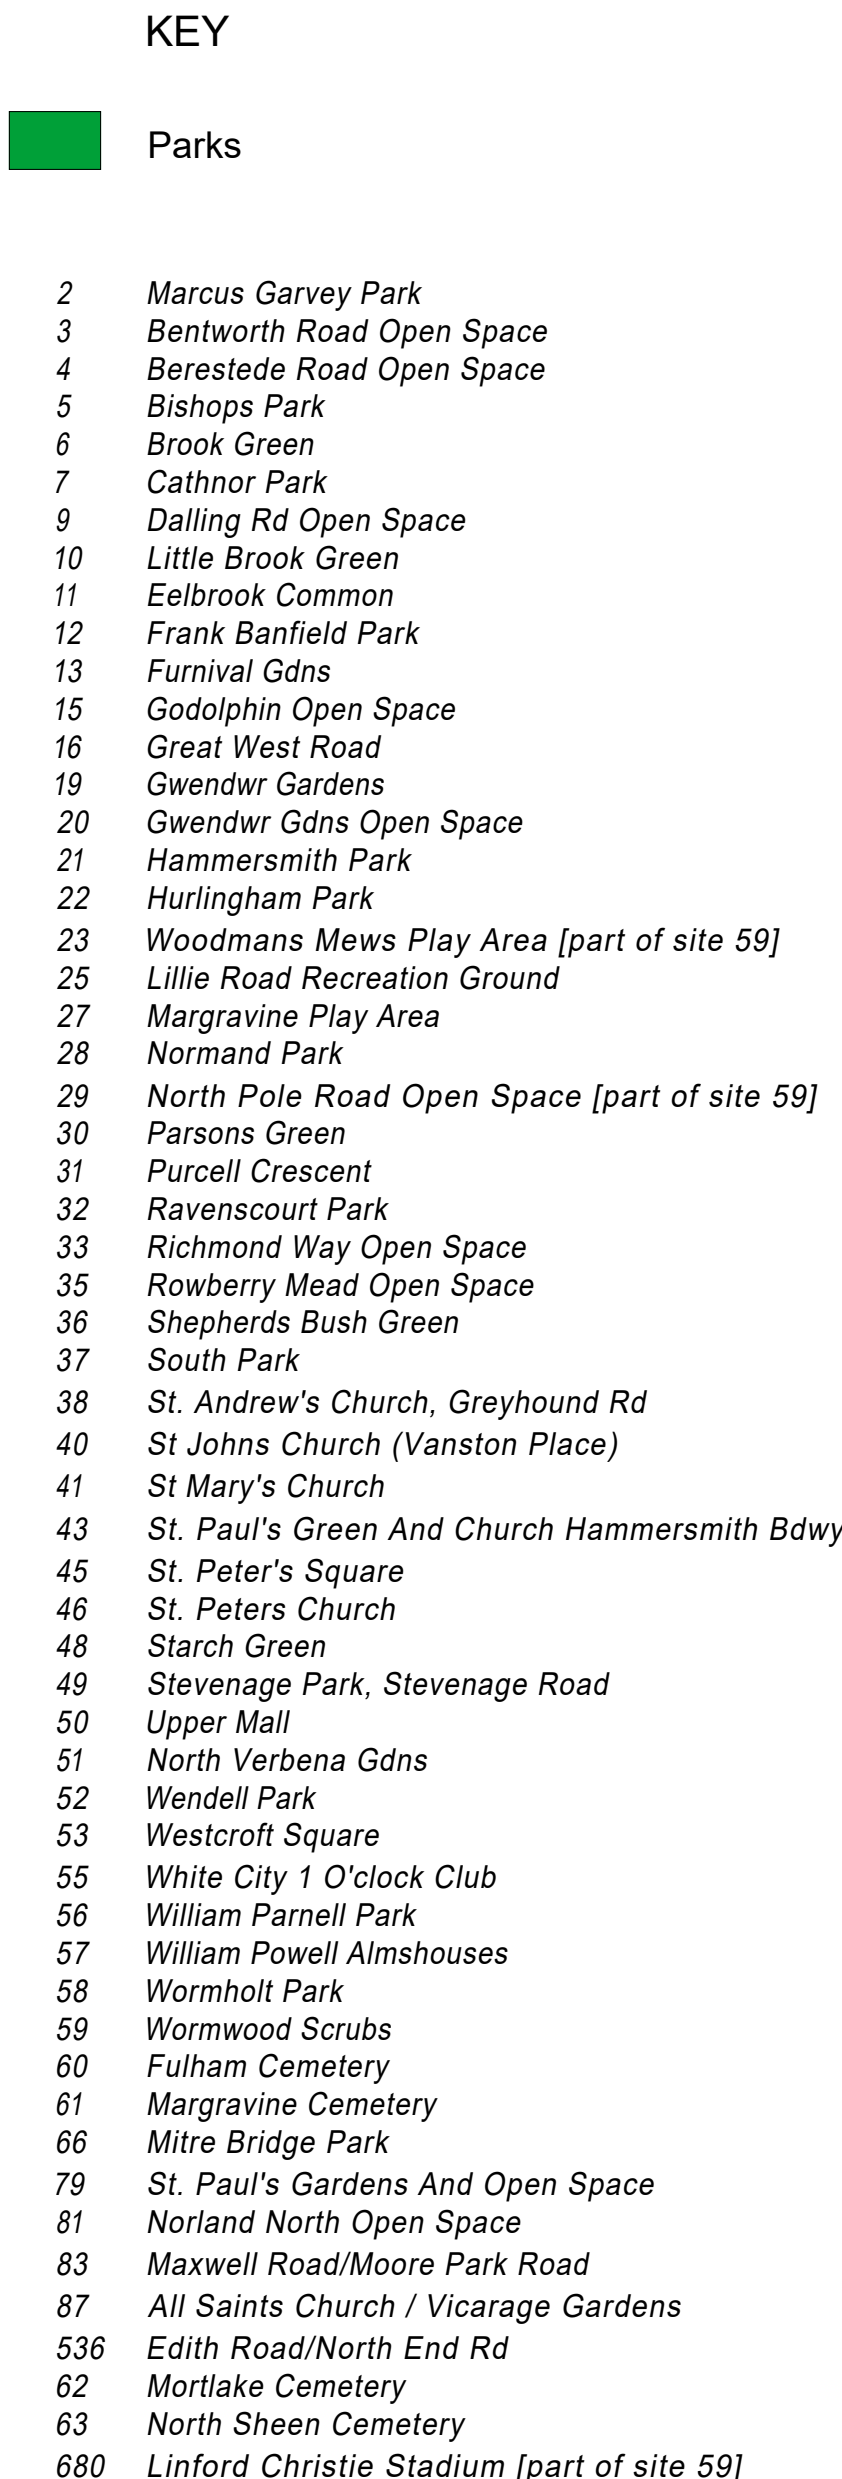 KEY
Parks
2 Marcus Garvey Park
3 Bentworth Road Open Space
4 Berestede Road Open Space
5 Bishops Park
6 Brook Green
7 Cathnor Park
9 Dalling Rd Open Space
10 Little Brook Green
11 Eelbrook Common
12 Frank Banfield Park
13 Furnival Gdns
15 Godolphin Open Space
16 Great West Road
19 Gwendwr Gardens
20 Gwendwr Gdns Open Space
21 Hammersmith Park
22 Hurlingham Park
23 Woodmans Mews Play Area [part of site 59]
25 Lillie Road Recreation Ground
27 Margravine Play Area
28 Normand Park
29 North Pole Road Open Space [part of site 59]
30 Parsons Green
31 Purcell Crescent
32 Ravenscourt Park
33 Richmond Way Open Space
35 Rowberry Mead Open Space
36 Shepherds Bush Green
37 South Park
38 St. Andrew's Church, Greyhound Rd
40 St Johns Church (Vanston Place)
41 St Mary's Church
43 St. Paul's Green And Church Hammersmith Bdwy
45 St. Peter's Square
46 St. Peters Church
48 Starch Green
49 Stevenage Park, Stevenage Road
50 Upper Mall
51 North Verbena Gdns
52 Wendell Park
53 Westcroft Square
55 White City 1 O'clock Club
56 William Parnell Park
57 William Powell Almshouses
58 Wormholt Park
59 Wormwood Scrubs
60 Fulham Cemetery
61 Margravine Cemetery
66 Mitre Bridge Park
79 St. Paul's Gardens And Open Space
81 Norland North Open Space
83 Maxwell Road/Moore Park Road
87 All Saints Church / Vicarage Gardens
536 Edith Road/North End Rd
62 Mortlake Cemetery
63 North Sheen Cemetery
680 Linford Christie Stadium [part of site 59]